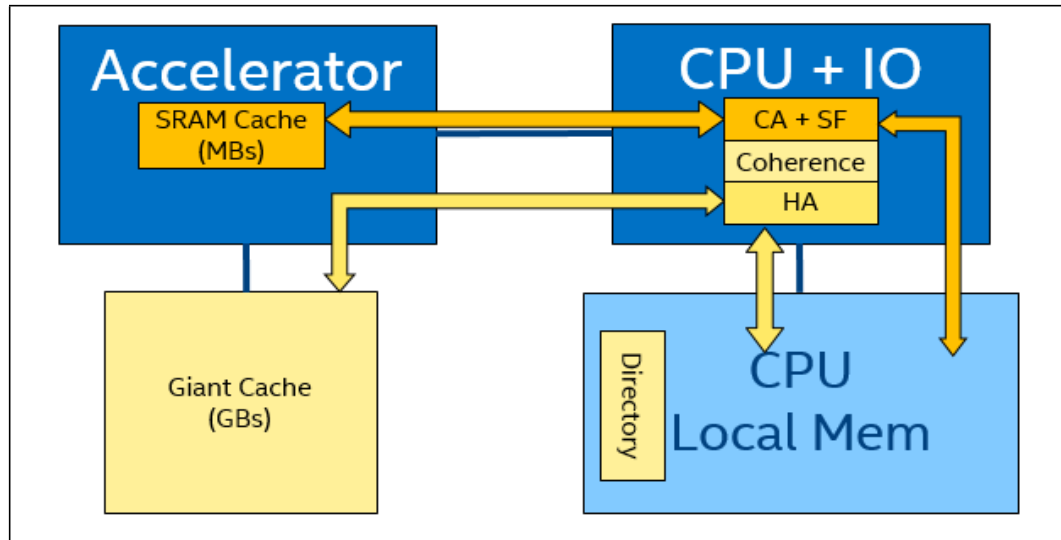 Accelerator
SRAM Cache
(MBs)
CPU + IO
CA + SF
Coherence
HA
Giant Cache
(GBs)
Directory
CPU
Local Mem